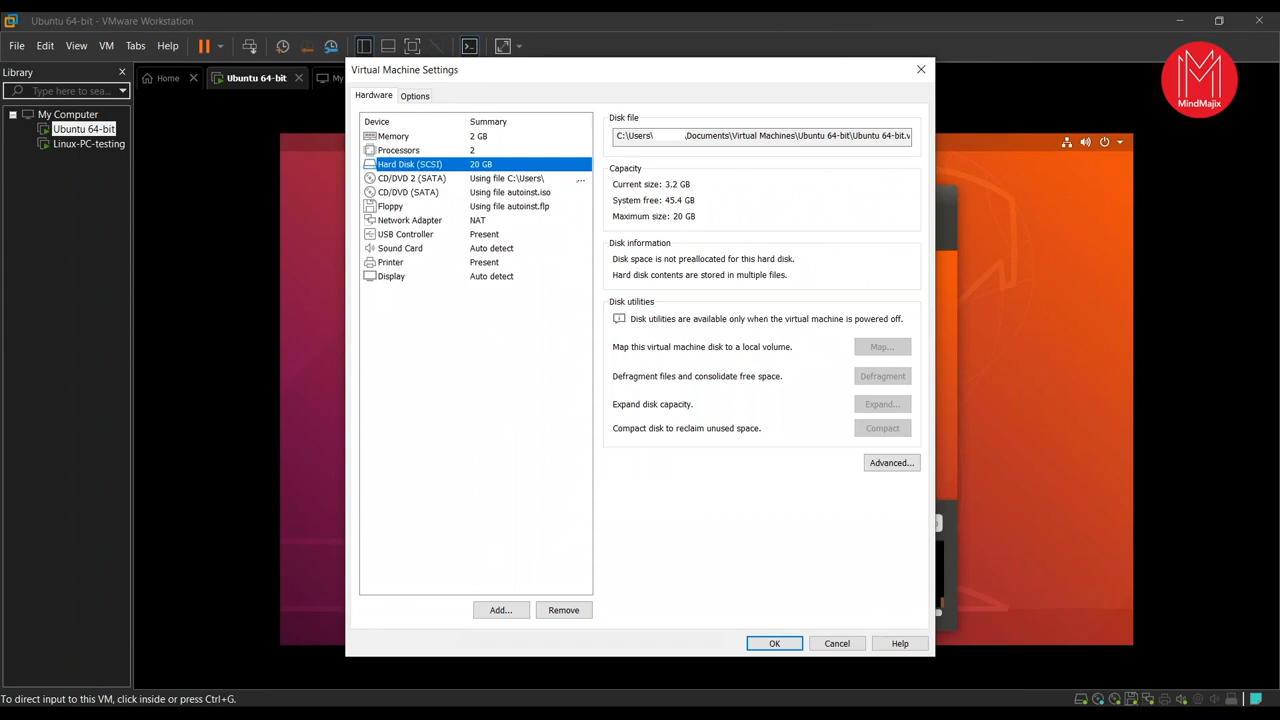 Ubuntu 64-bit - VMware Workstation
File Edit View VM Tabs Help
Library
Type here to sea...
My Computer
Ubuntu 64-bit
Linux-PC-testing
Home
Ubuntu 64-bit
My
MindMajix
Virtual Machine Settings
Hardware Options
Device Summary
Memory 2 GB
Processors 2
Hard Disk (SCSI) 20 GB
CD/DVD 2 (SATA) Using file C:\Users\ ,...
CD/DVD (SATA) Using file autoinst.iso
Floppy Using file autoinst.flp
Network Adapter NAT
USB Controller Present
Sound Card Auto detect
Printer Present
Display Auto detect
Add... Remove
Disk file
C:\Users\ ,Documents\Virtual Machines\Ubuntu 64-bit\Ubuntu 64-bit.v
Capacity
Current size: 3.2 GB
System free: 45.4 GB
Maximum size: 20 GB
Disk information
Disk space is not preallocated for this hard disk.
Hard disk contents are stored in multiple files.
Disk utilities
Disk utilities are available only when the virtual machine is powered off.
Map this virtual machine disk to a local volume. Map...
Defragment files and consolidate free space. Defragment
Expand disk capacity. Expand...
Compact disk to reclaim unused space. Compact
Advanced...
OK Cancel Help
To direct input to this VM, click inside or press Ctrl+G.